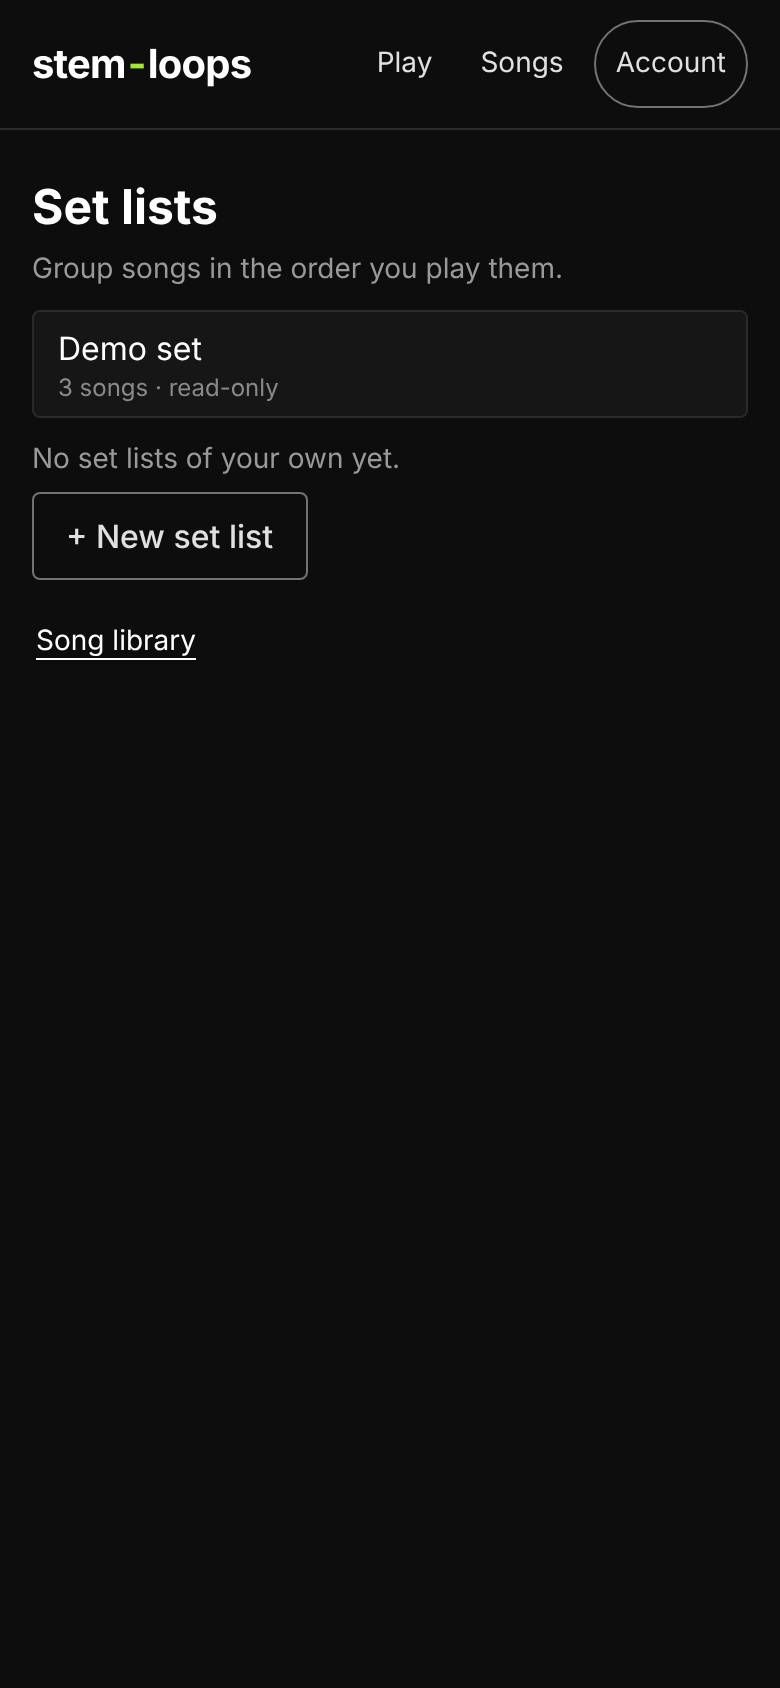 stem-loops
Play
Songs
Account
Set lists
Group songs in the order you play them.
Demo set
3 songs · read-only
No set lists of your own yet.
+ New set list
Song library